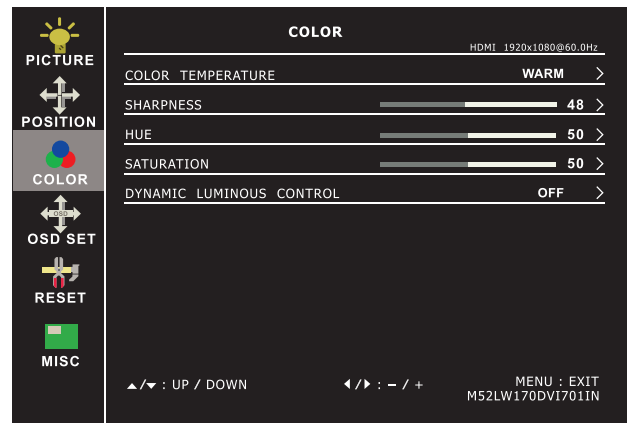 COLOR
HDMI 1920x1080@60.0Hz
PICTURE
COLOR TEMPERATURE WARM
SHARPNESS 48
POSITION
HUE 50
SATURATION 50
COLOR
DYNAMIC LUMINOUS CONTROL OFF
OSD
OSD SET
RESET
MISC
▲/▼ : UP / DOWN ◀/▶ : – / + MENU : EXIT
M52LW170DVI701IN